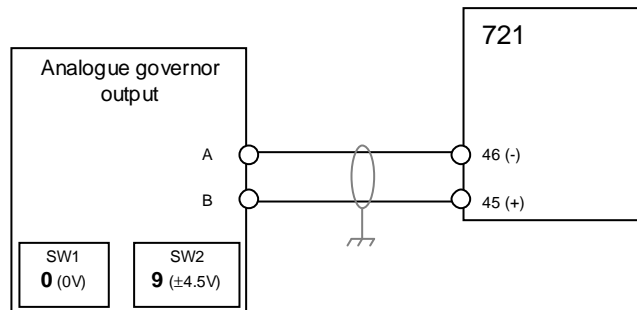 721
Analogue governor
output
A
46 (-)
B
45 (+)
SW1
0 (0V)
SW2
9 (±4.5V)